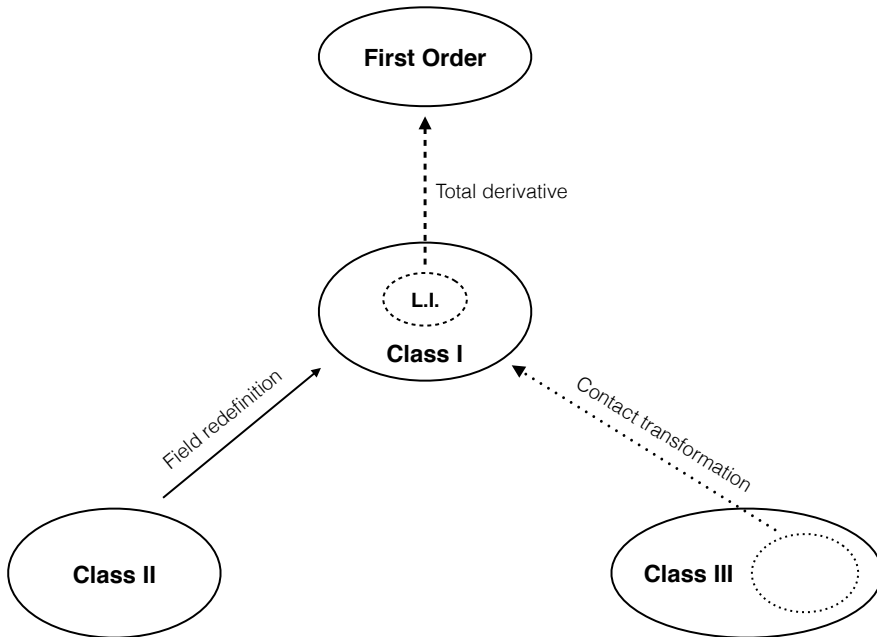 First Order
Total derivative
L.I.
Class I
Field redefinition
Contact transformation
Class II
Class III